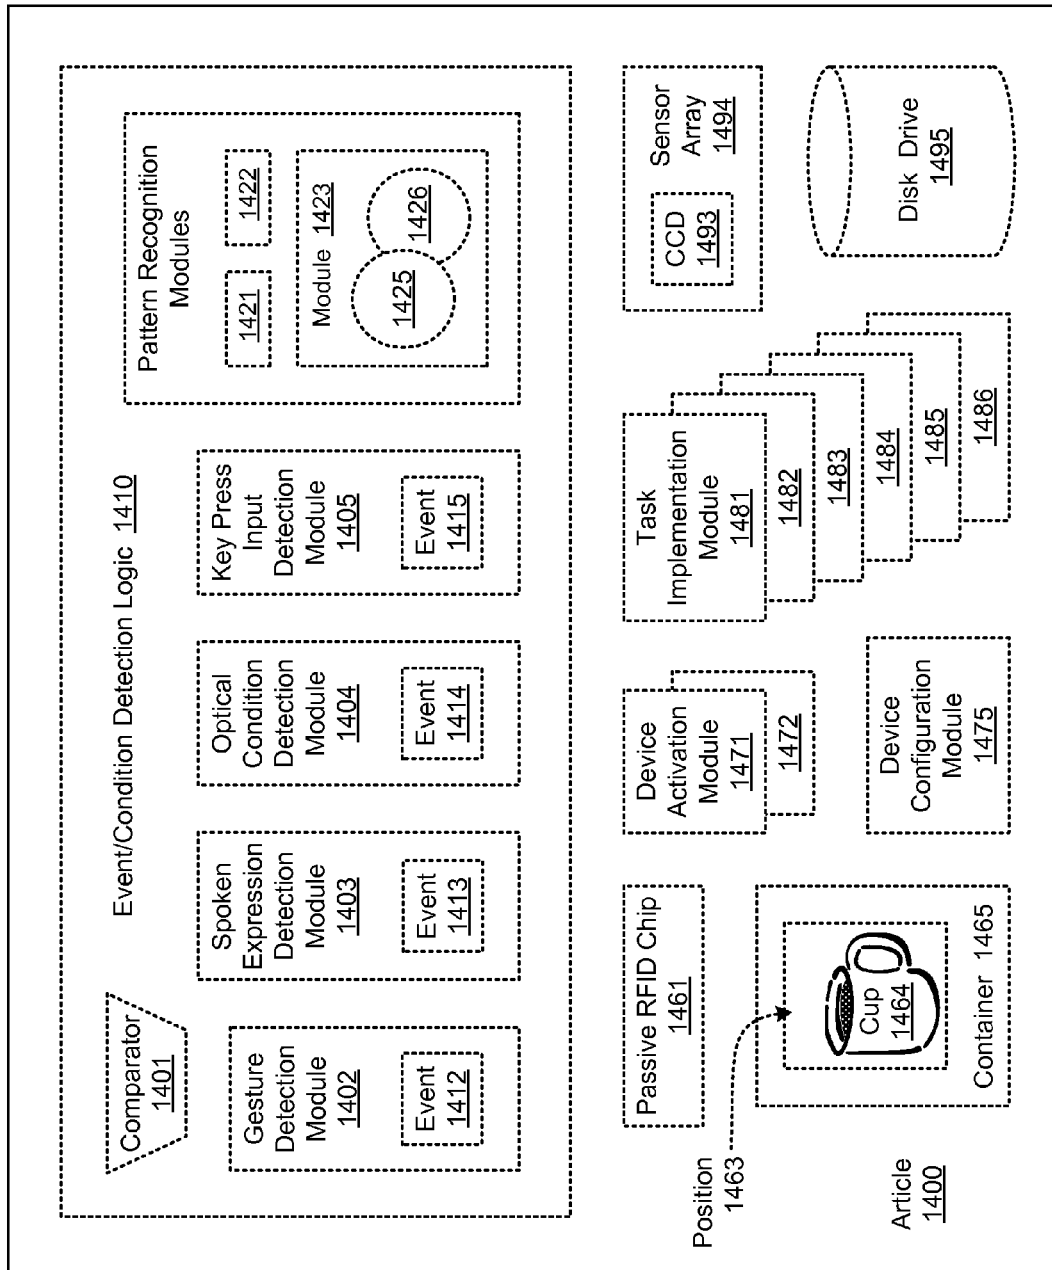 Event/Condition Detection Logic 1410
Comparator
1401
Gesture
Detection
Module
1402
Event
1412
Spoken
Expression
Detection
Module
1403
Event
1413
Optical
Condition
Detection
Module
1404
Event
1414
Key Press
Input
Detection
Module
1405
Event
1415
Pattern Recognition
Modules
1421
1422
Module 1423
1425
1426
Passive RFID Chip
1461
Position
1463
Cup
1464
Container 1465
Article
1400
Device
Activation
Module
1471
1472
Device
Configuration
Module
1475
Task
Implementation
Module
1481
1482
1483
1484
1485
1486
Sensor
Array
1494
CCD
1493
Disk Drive
1495